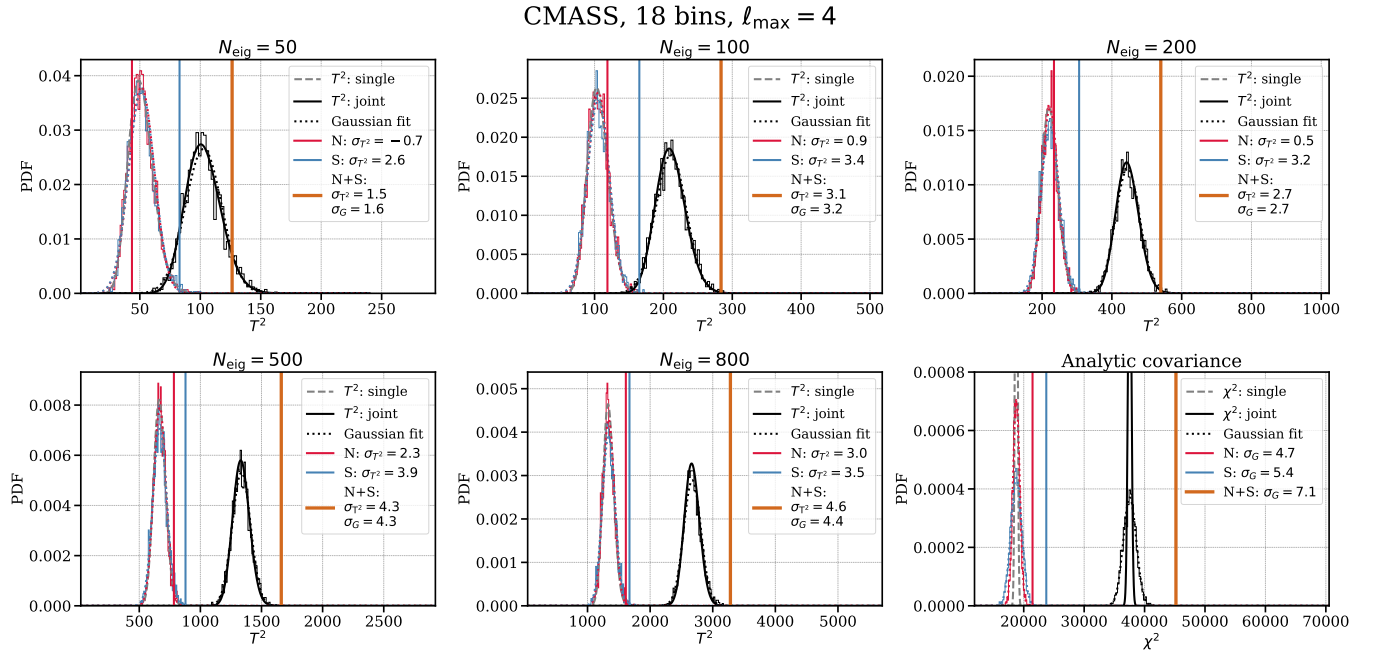 CMASS, 18 bins, ℓmax = 4
Neig = 50
0.04
0.03
0.02
0.01
0.00
PDF
50 100 150 200 250
T²
T²: single
T²: joint
Gaussian fit
N: σT² = −0.7
S: σT² = 2.6
N+S:
σT² = 1.5
σG = 1.6
Neig = 100
0.025
0.020
0.015
0.010
0.005
0.000
PDF
100 200 300 400 500
T²
T²: single
T²: joint
Gaussian fit
N: σT² = 0.9
S: σT² = 3.4
N+S:
σT² = 3.1
σG = 3.2
Neig = 200
0.020
0.015
0.010
0.005
0.000
PDF
200 400 600 800 1000
T²
T²: single
T²: joint
Gaussian fit
N: σT² = 0.5
S: σT² = 3.2
N+S:
σT² = 2.7
σG = 2.7
Neig = 500
0.008
0.006
0.004
0.002
0.000
PDF
500 1000 1500 2000 2500
T²
T²: single
T²: joint
Gaussian fit
N: σT² = 2.3
S: σT² = 3.9
N+S:
σT² = 4.3
σG = 4.3
Neig = 800
0.005
0.004
0.003
0.002
0.001
0.000
PDF
1000 2000 3000 4000 5000
T²
T²: single
T²: joint
Gaussian fit
N: σT² = 3.0
S: σT² = 3.5
N+S:
σT² = 4.6
σG = 4.4
Analytic covariance
0.0008
0.0006
0.0004
0.0002
0.0000
PDF
20000 30000 40000 50000 60000 70000
χ²
χ²: single
χ²: joint
Gaussian fit
N: σG = 4.7
S: σG = 5.4
N+S: σG = 7.1